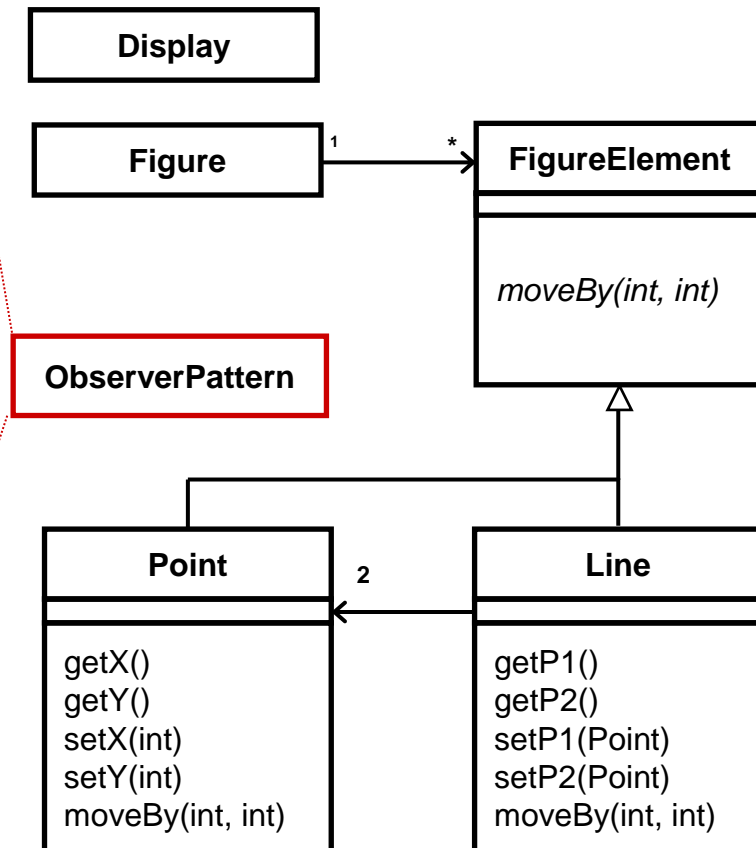 Display
Figure
1
*
FigureElement
moveBy(int, int)
ObserverPattern
Point
getX()
getY()
setX(int)
setY(int)
moveBy(int, int)
2
Line
getP1()
getP2()
setP1(Point)
setP2(Point)
moveBy(int, int)